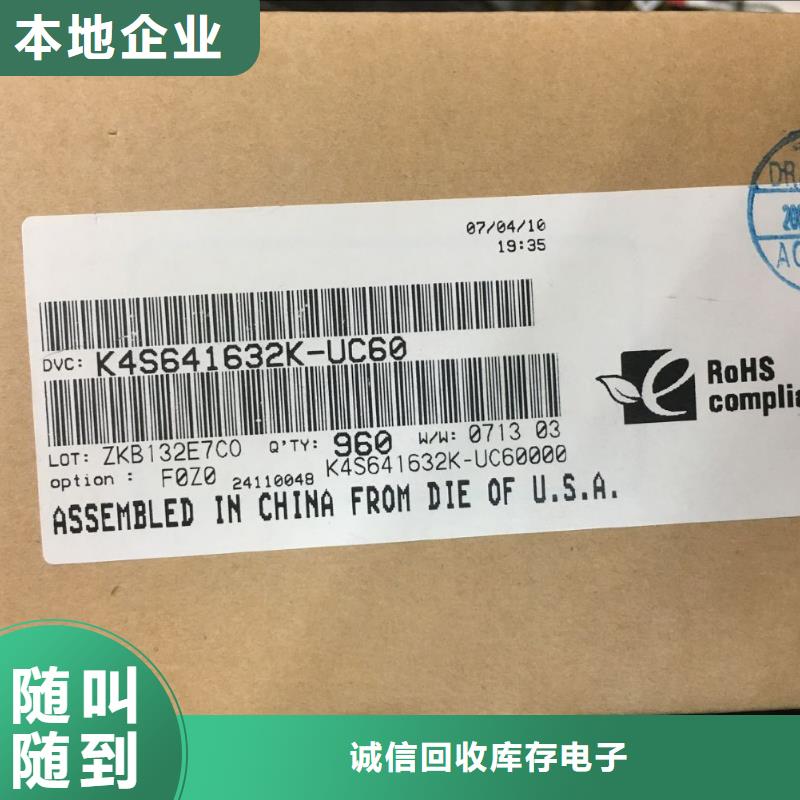 本地企业
07/04/10
19:35
DVC: K4S641632K-UC60
LOT: ZKB132E7C0 Q'TY: 960 W/W: 0713 03
option : F0Z0 24110048 K4S641632K-UC60000
ASSEMBLED IN CHINA FROM DIE OF U.S.A.
RoHS
随叫
随到
诚信回收库存电子